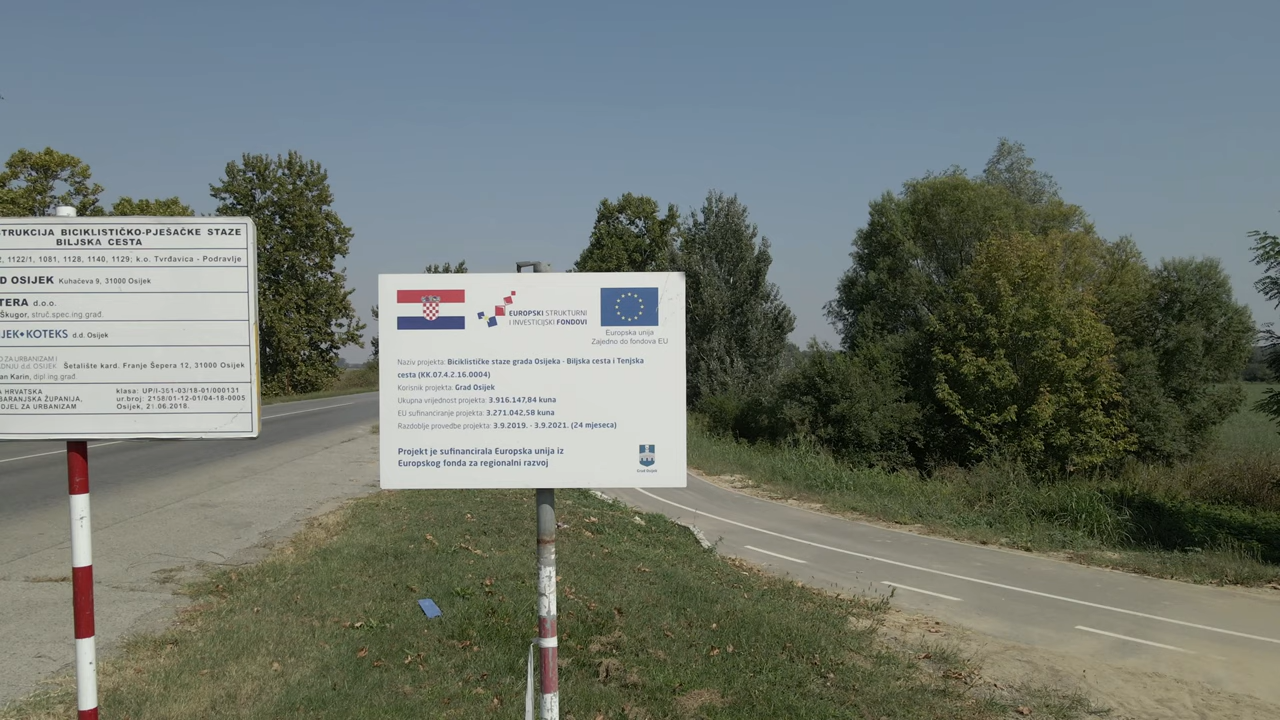 TRUKCIJA BICIKLISTIČKO-PJEŠAČKE STAZE
BILJSKA CESTA
1122/1, 1081, 1128, 1140, 1129; k.o. Tvrđavica - Podravlje
D OSIJEK Kuhačeva 9, 31000 Osijek
TERA d.o.o.
Škugor, struč.spec.ing.građ.
JEK•KOTEKS d.d. Osijek
O ZA URBANIZAM I
ADNJU d.d. OSIJEK Šetalište kard. Franje Šepera 12, 31000 Osijek
an Karin, dipl.ing.građ.
A HRVATSKA
BARANJSKA ŽUPANIJA,
DJEL ZA URBANIZAM
klasa: UP/I-351-03/18-01/000131
ur.broj: 2158/01-12-01/04-18-0005
Osijek, 21.06.2018.
EUROPSKI STRUKTURNI
I INVESTICIJSKI FONDOVI
Europska unija
Zajedno do fondova EU
Naziv projekta: Biciklističke staze grada Osijeka - Biljska cesta i Tenjska
cesta (KK.07.4.2.16.0004)
Korisnik projekta: Grad Osijek
Ukupna vrijednost projekta: 3.916.147,84 kuna
EU sufinanciranje projekta: 3.271.042,58 kuna
Razdoblje provedbe projekta: 3.9.2019. - 3.9.2021. (24 mjeseca)
Projekt je sufinancirala Europska unija iz
Europskog fonda za regionalni razvoj
Grad Osijek